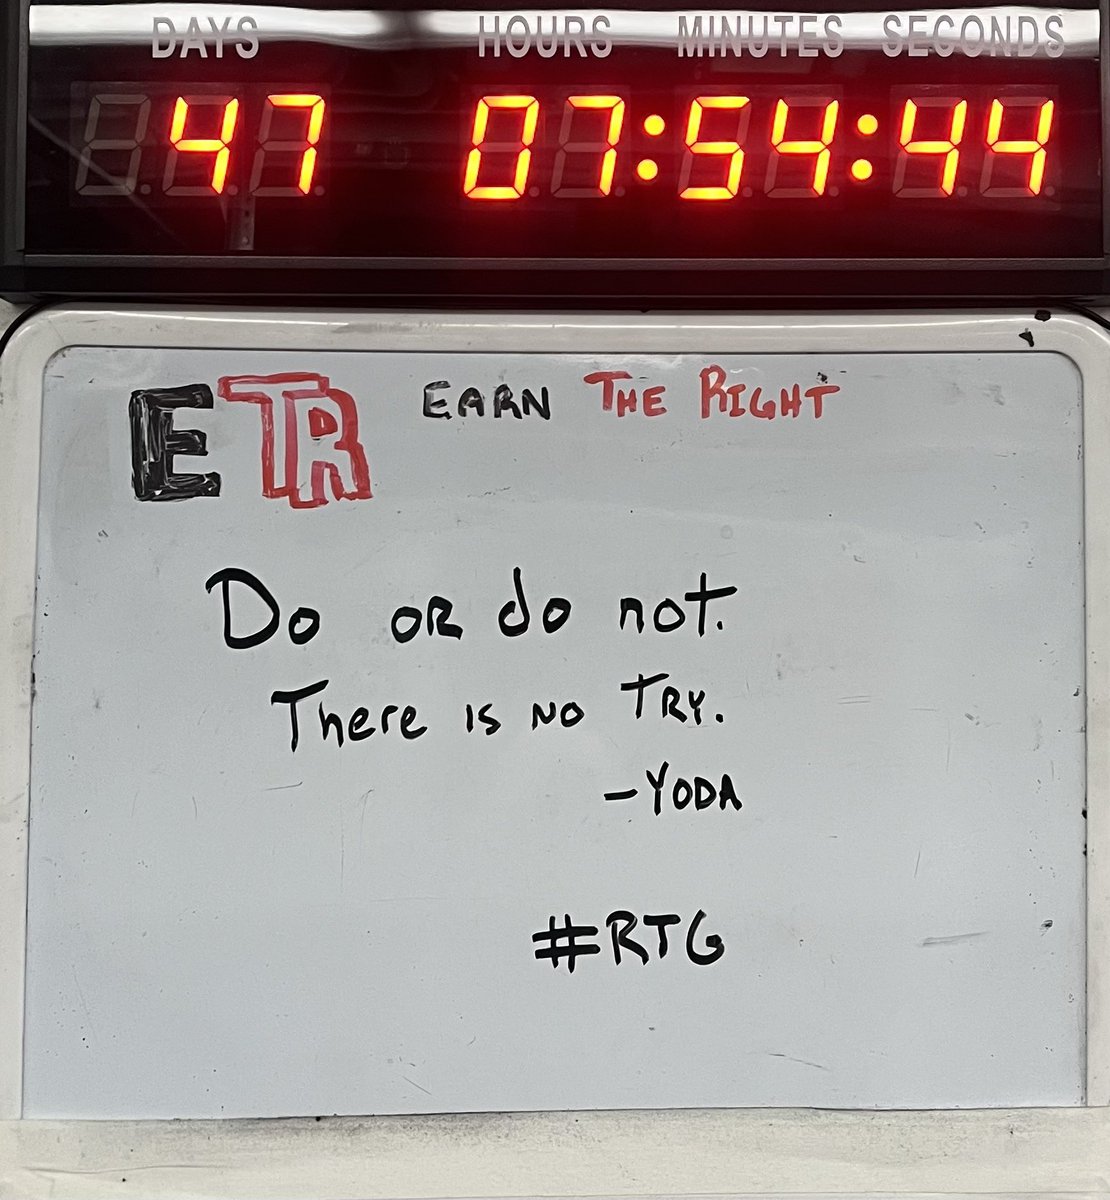 DAYS HOURS MINUTES SECONDS
47 07:54:44
ETR EARN THE RIGHT
Do OR do not.
There is no TRY.
-YODA
#RTG